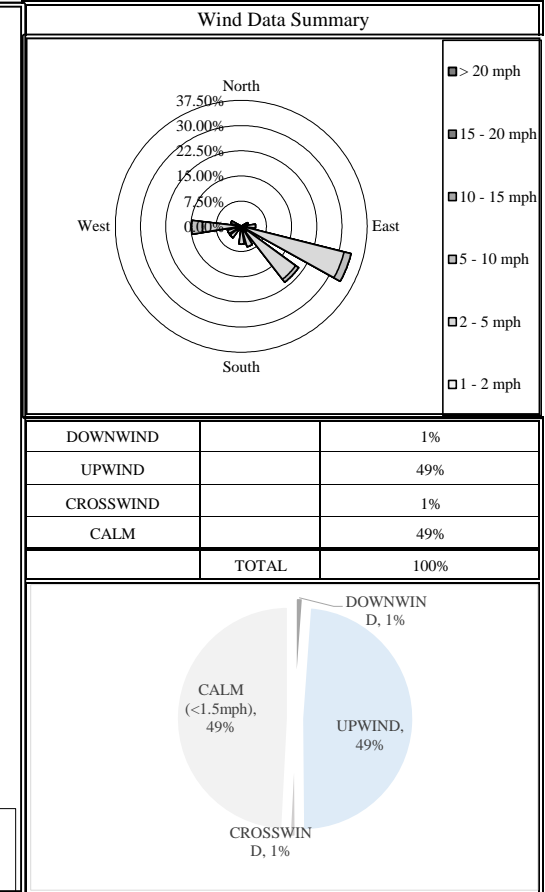 Wind Data Summary
North
37.50%
30.00%
22.50%
15.00%
7.50%
0.00%
West
East
South
> 20 mph
15 - 20 mph
10 - 15 mph
5 - 10 mph
2 - 5 mph
1 - 2 mph
DOWNWIND 1%
UPWIND 49%
CROSSWIND 1%
CALM 49%
TOTAL 100%
DOWNWIN
D, 1%
CALM
(<1.5mph),
49%
UPWIND,
49%
CROSSWIN
D, 1%